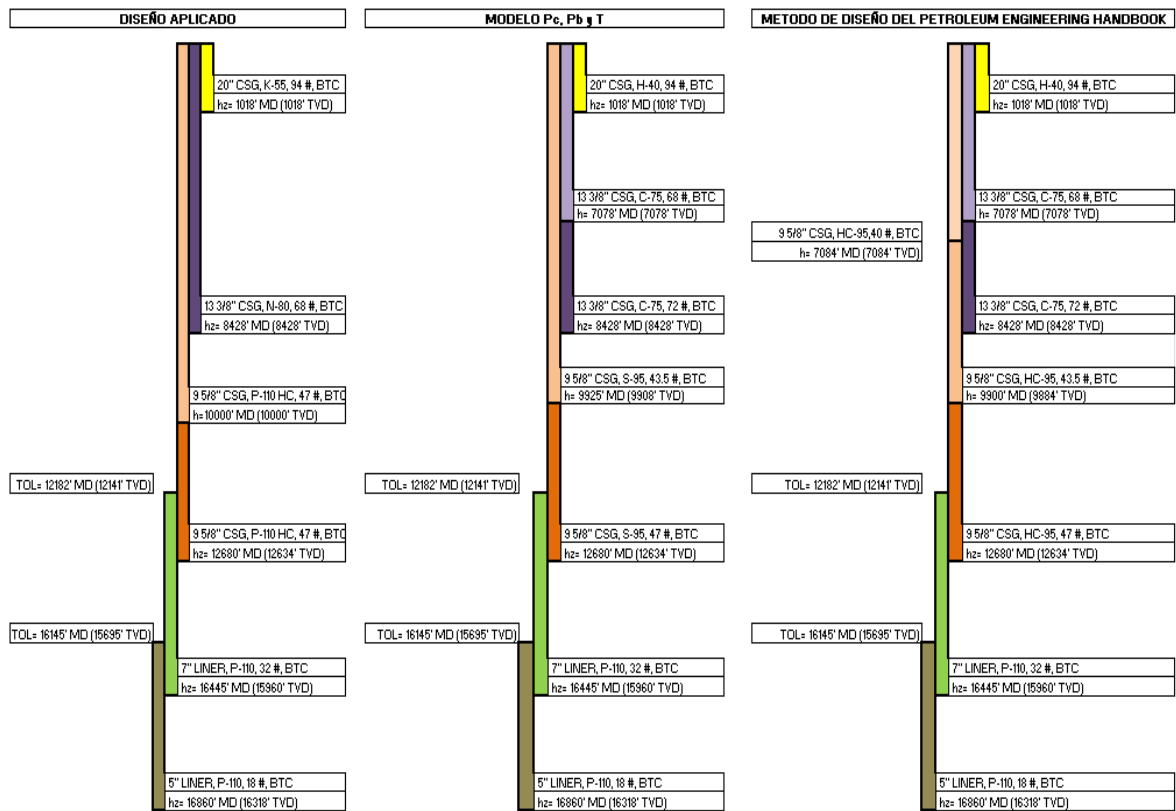 DISEÑO APLICADO
20" CSG, K-55, 94 #, BTC
hz= 1018' MD (1018' TVD)
13 3/8" CSG, N-80, 68 #, BTC
hz= 8428' MD (8428' TVD)
9 5/8" CSG, P-110 HC, 47 #, BTC
h=10000' MD (10000' TVD)
TOL= 12182' MD (12141' TVD)
9 5/8" CSG, P-110 HC, 47 #, BTC
hz= 12680' MD (12634' TVD)
TOL= 16145' MD (15695' TVD)
7" LINER, P-110, 32 #, BTC
hz= 16445' MD (15960' TVD)
5" LINER, P-110, 18 #, BTC
hz= 16860' MD (16318' TVD)
MODELO Pc, Pb y T
20" CSG, H-40, 94 #, BTC
hz= 1018' MD (1018' TVD)
13 3/8" CSG, C-75, 68 #, BTC
h= 7078' MD (7078' TVD)
13 3/8" CSG, C-75, 72 #, BTC
hz= 8428' MD (8428' TVD)
9 5/8" CSG, S-95, 43.5 #, BTC
h= 9925' MD (9908' TVD)
TOL= 12182' MD (12141' TVD)
9 5/8" CSG, S-95, 47 #, BTC
hz= 12680' MD (12634' TVD)
TOL= 16145' MD (15695' TVD)
7" LINER, P-110, 32 #, BTC
hz= 16445' MD (15960' TVD)
5" LINER, P-110, 18 #, BTC
hz= 16860' MD (16318' TVD)
METODO DE DISEÑO DEL PETROLEUM ENGINEERING HANDBOOK
20" CSG, H-40, 94 #, BTC
hz= 1018' MD (1018' TVD)
13 3/8" CSG, C-75, 68 #, BTC
h= 7078' MD (7078' TVD)
9 5/8" CSG, HC-95,40 #, BTC
h= 7084' MD (7084' TVD)
13 3/8" CSG, C-75, 72 #, BTC
hz= 8428' MD (8428' TVD)
9 5/8" CSG, HC-95, 43.5 #, BTC
h= 9900' MD (9884' TVD)
TOL= 12182' MD (12141' TVD)
9 5/8" CSG, HC-95, 47 #, BTC
hz= 12680' MD (12634' TVD)
TOL= 16145' MD (15695' TVD)
7" LINER, P-110, 32 #, BTC
hz= 16445' MD (15960' TVD)
5" LINER, P-110, 18 #, BTC
hz= 16860' MD (16318' TVD)